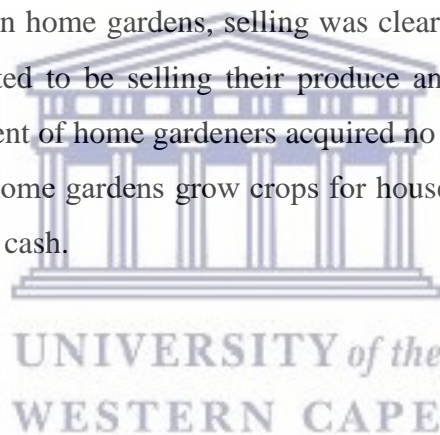 n home gardens, selling was clear
ted to be selling their produce an
ent of home gardeners acquired no
ome gardens grow crops for house
cash.
UNIVERSITY of the
WESTERN CAPE